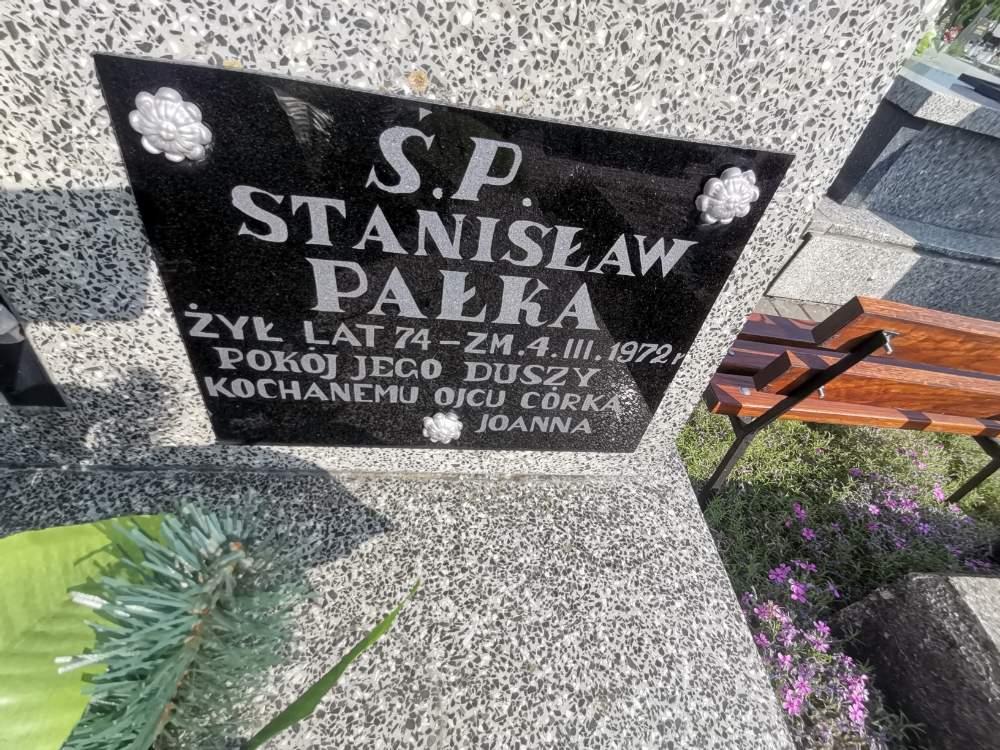 Ś.P.
STANISŁAW
PAŁKA
ŻYŁ LAT 74 – ZM. 4. III. 1972 r
POKÓJ JEGO DUSZY
KOCHANEMU OJCU CÓRKA
JOANNA